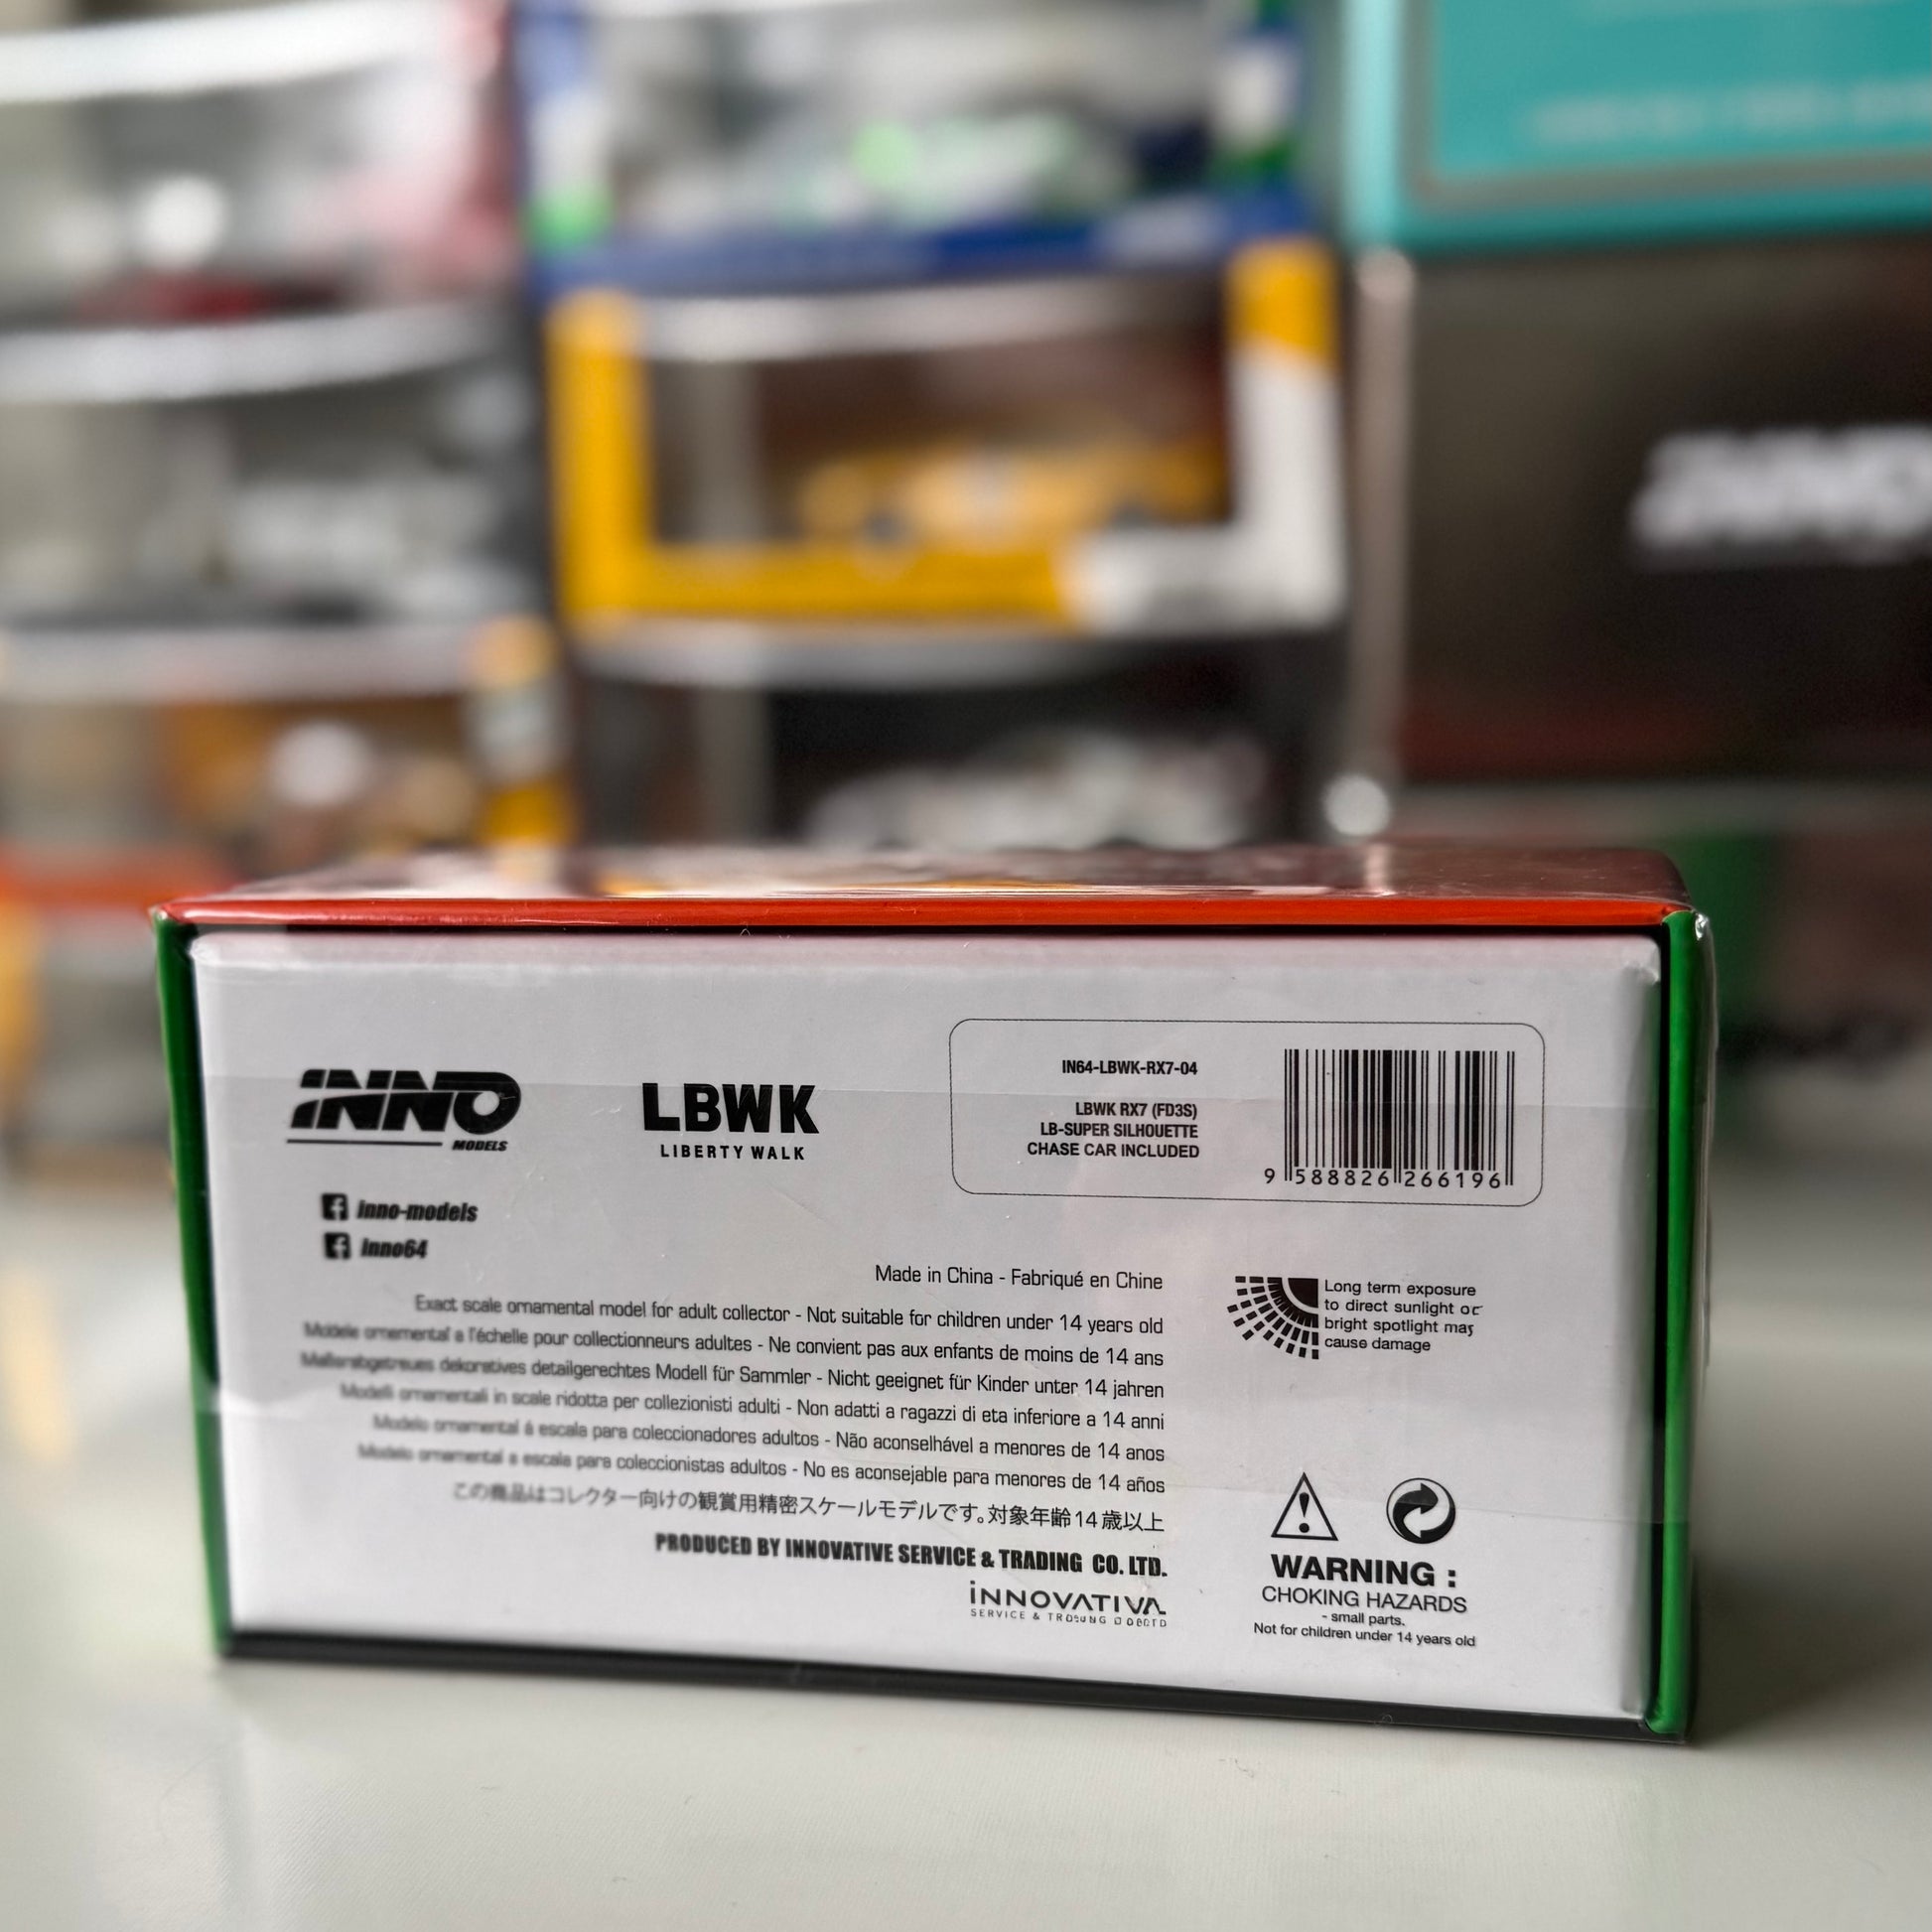 INNO
MODELS
LBWK
LIBERTY WALK
IN64-LBWK-RX7-04
LBWK RX7 (FD3S)
LB-SUPER SILHOUETTE
CHASE CAR INCLUDED
9 588826 266196
inno-models
inno64
Made in China - Fabriqué en Chine
Exact scale ornamental model for adult collector - Not suitable for children under 14 years old
Modele ornemental a l'échelle pour collectionneurs adultes - Ne convient pas aux enfants de moins de 14 ans
dekoratives detailgerechtes Modell für Sammler - Nicht geeignet für Kinder unter 14 jahren
Modelli ornamentali in scale ridotta per collezionisti adulti - Non adatti a ragazzi di eta inferiore a 14 anni
Modelo ornamental á escala para coleccionadores adultos - Não aconselhável a menores de 14 anos
Modelo ornamental a escala para coleccionistas adultos - No es aconsejable para menores de 14 años
この商品はコレクター向けの観賞用精密スケールモデルです。対象年齢14歳以上
PRODUCED BY INNOVATIVE SERVICE & TRADING CO. LTD.
INNOVATIVA
SERVICE &
Long term exposure
to direct sunlight or
bright spotlight may
cause damage
WARNING :
CHOKING HAZARDS
- small parts.
Not for children under 14 years old
INNO